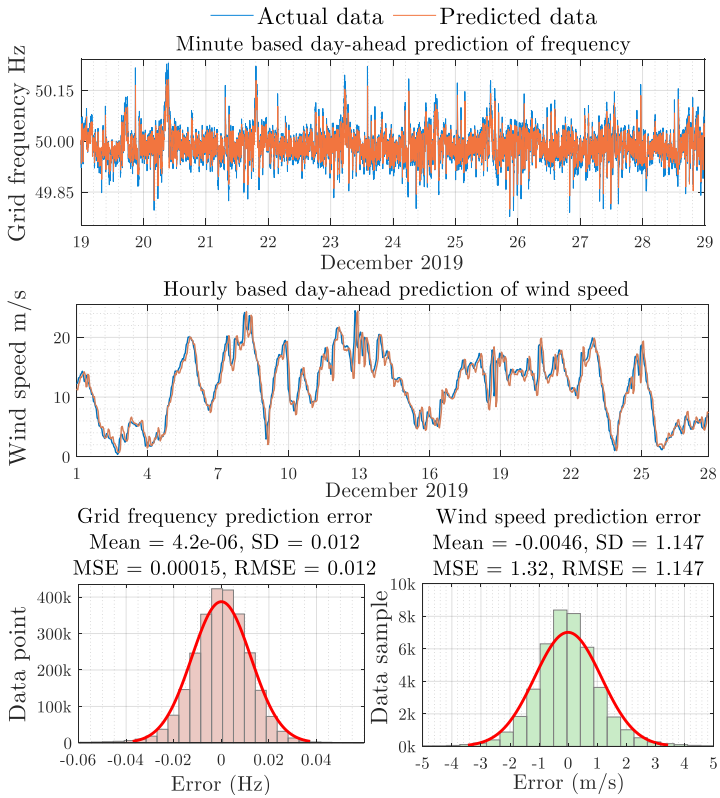 Actual data Predicted data
Minute based day-ahead prediction of frequency
Grid frequency Hz
50.15
50.00
49.85
19 20 21 22 23 24 25 26 27 28 29
December 2019
Hourly based day-ahead prediction of wind speed
Wind speed m/s
20
10
0
1 4 7 10 13 16 19 22 25 28
December 2019
Grid frequency prediction error
Mean = 4.2e-06, SD = 0.012
MSE = 0.00015, RMSE = 0.012
Data point
400k
300k
200k
100k
0
-0.06 -0.04 -0.02 0 0.02 0.04
Error (Hz)
Wind speed prediction error
Mean = -0.0046, SD = 1.147
MSE = 1.32, RMSE = 1.147
Data sample
10k
8k
6k
4k
2k
0k
-5 -4 -3 -2 -1 0 1 2 3 4 5
Error (m/s)